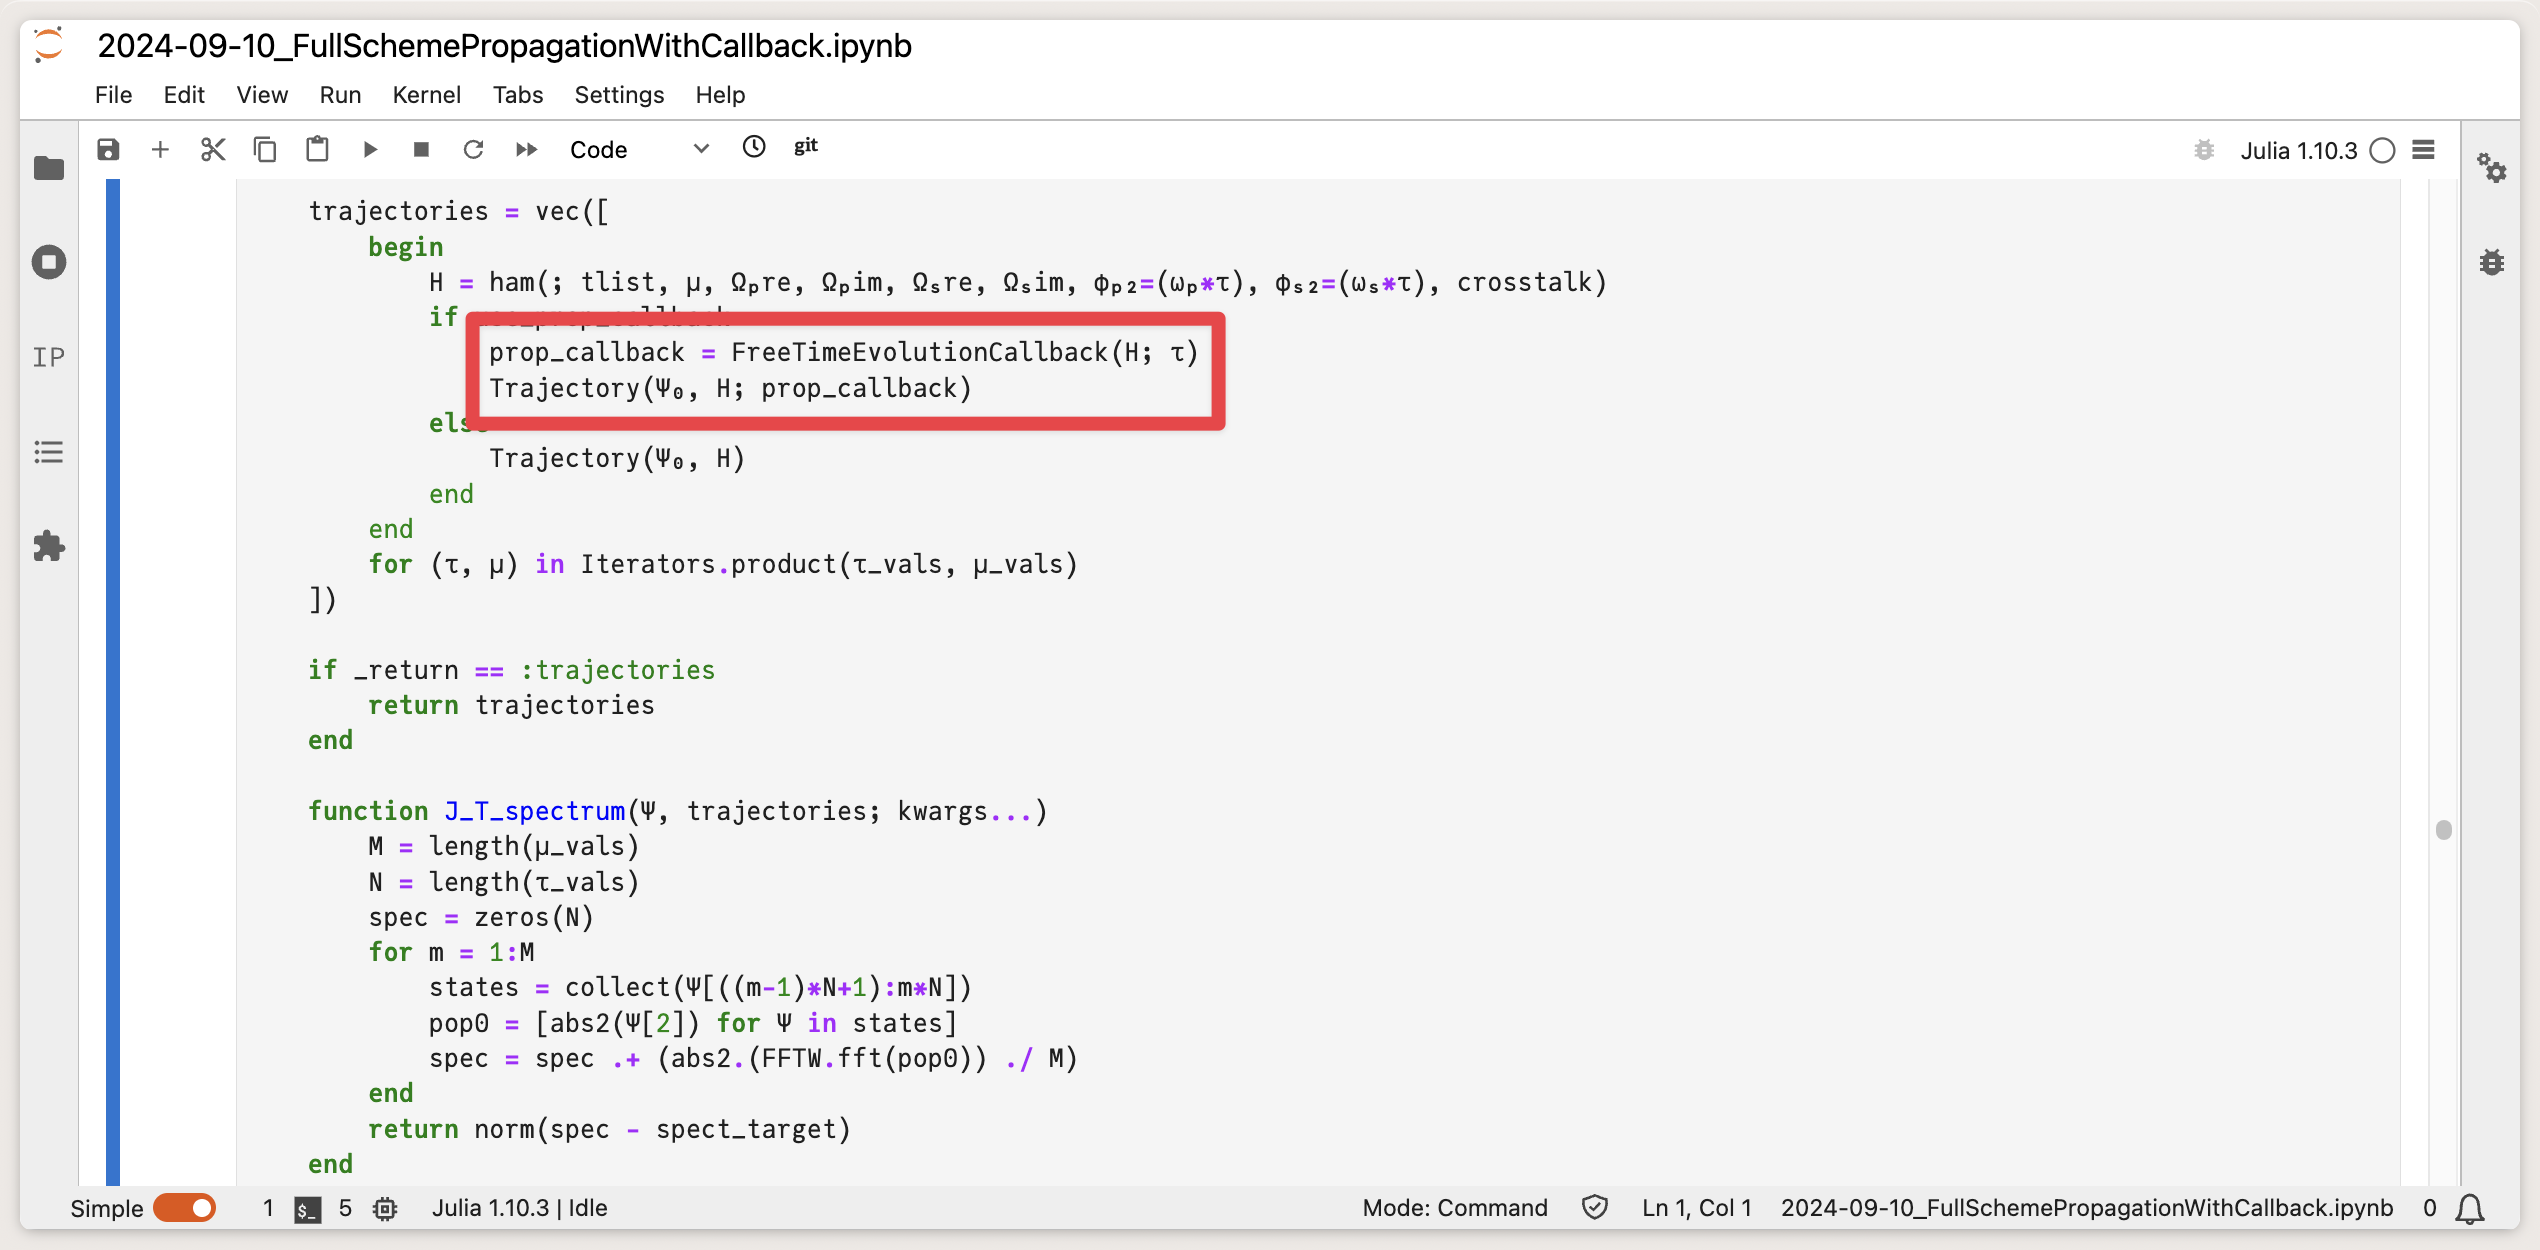 2024-09-10_FullSchemePropagationWithCallback.ipynb
File Edit View Run Kernel Tabs Settings Help
Code git Julia 1.10.3
IP
trajectories = vec([
begin
H = ham(; tlist, μ, Ωₚre, Ωₚim, Ωₛre, Ωₛim, ϕₚ₂=(ωₚ*τ), ϕₛ₂=(ωₛ*τ), crosstalk)
if use_prop_callback
prop_callback = FreeTimeEvolutionCallback(H; τ)
Trajectory(Ψ₀, H; prop_callback)
else
Trajectory(Ψ₀, H)
end
end
for (τ, μ) in Iterators.product(τ_vals, μ_vals)
])
if _return == :trajectories
return trajectories
end
function J_T_spectrum(Ψ, trajectories; kwargs...)
M = length(μ_vals)
N = length(τ_vals)
spec = zeros(N)
for m = 1:M
states = collect(Ψ[((m-1)*N+1):m*N])
pop0 = [abs2(Ψ[2]) for Ψ in states]
spec = spec .+ (abs2.(FFTW.fft(pop0)) ./ M)
end
return norm(spec - spect_target)
end
Simple 1 $_ 5 Julia 1.10.3 | Idle Mode: Command Ln 1, Col 1 2024-09-10_FullSchemePropagationWithCallback.ipynb 0